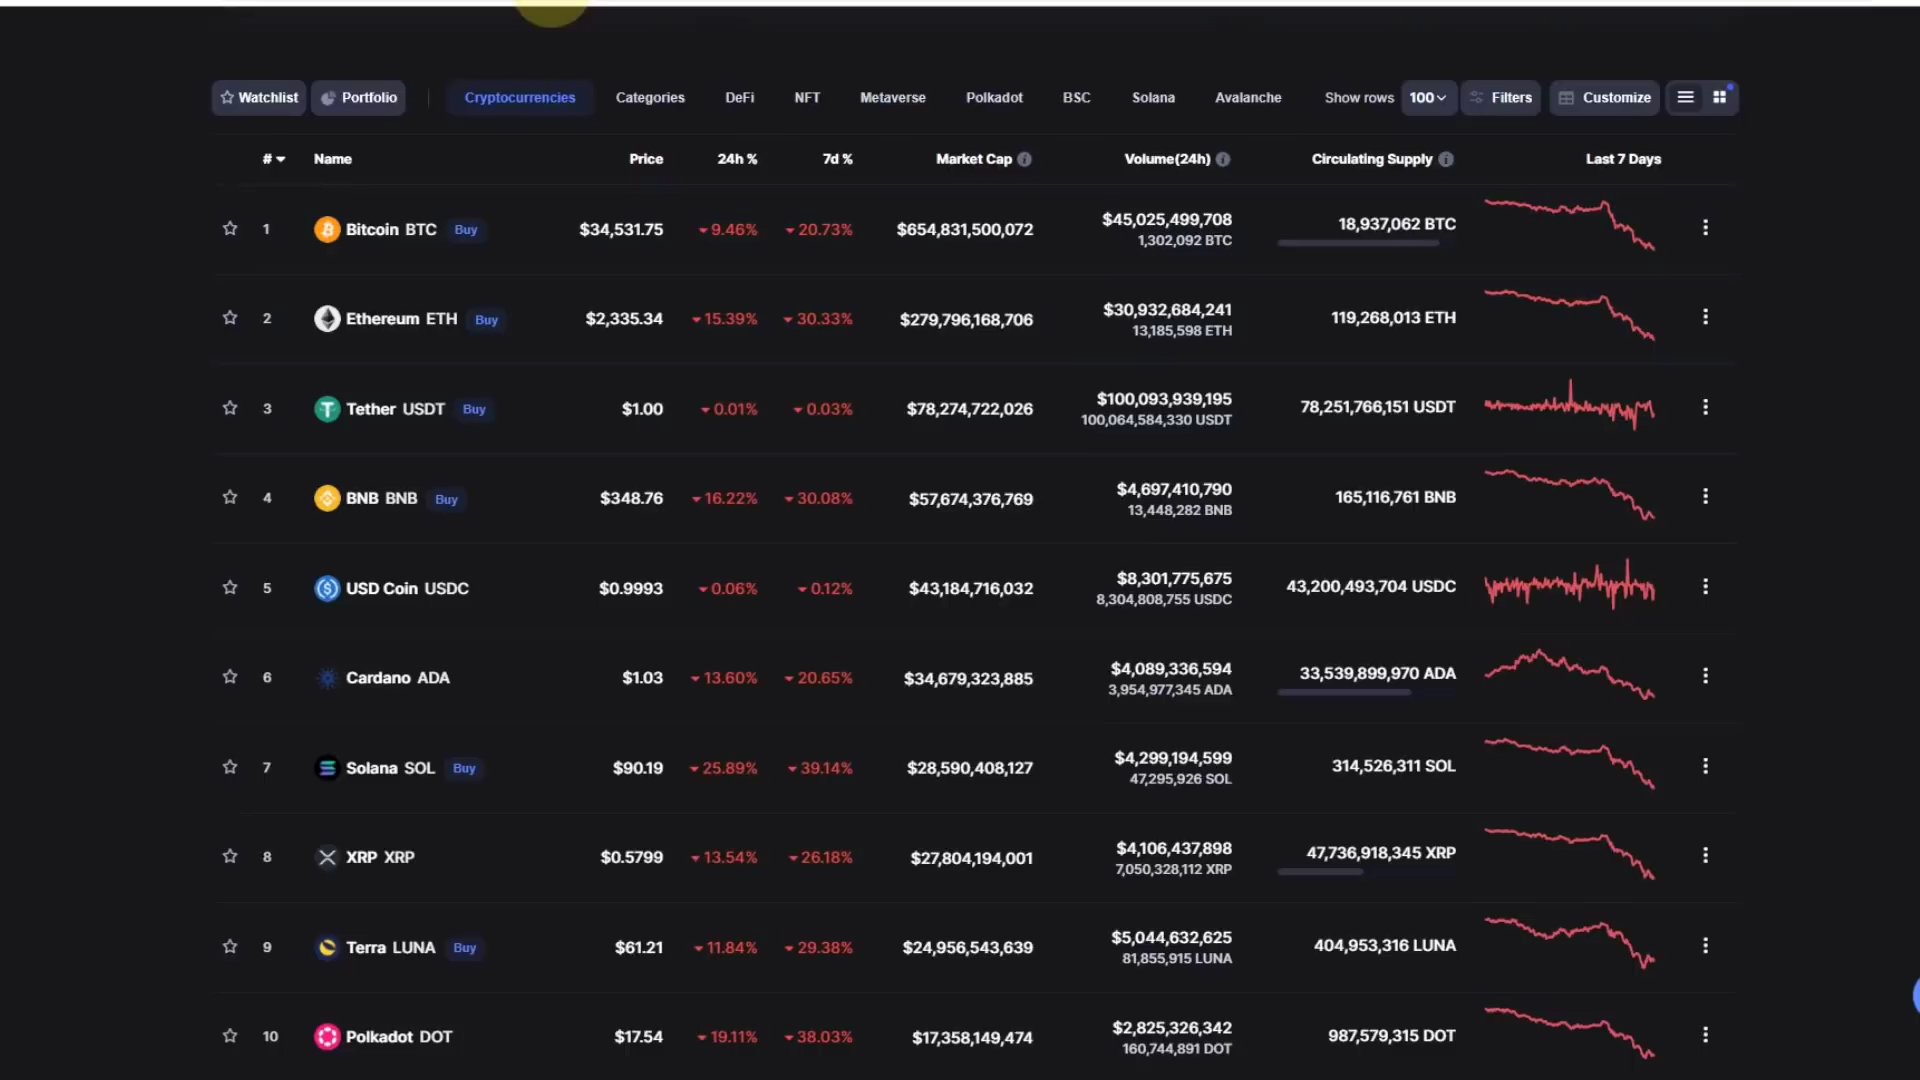 Watchlist Portfolio Cryptocurrencies Categories DeFi NFT Metaverse Polkadot BSC Solana Avalanche Show rows 100 Filters Customize
# Name Price 24h % 7d % Market Cap Volume(24h) Circulating Supply Last 7 Days
1 Bitcoin BTC Buy $34,531.75 9.46% 20.73% $654,831,500,072 $45,025,499,708 18,937,062 BTC
1,302,092 BTC
2 Ethereum ETH Buy $2,335.34 15.39% 30.33% $279,796,168,706 $30,932,684,241 119,268,013 ETH
13,185,598 ETH
3 Tether USDT Buy $1.00 0.01% 0.03% $78,274,722,026 $100,093,939,195 78,251,766,151 USDT
100,064,584,330 USDT
4 BNB BNB Buy $348.76 16.22% 30.08% $57,674,376,769 $4,697,410,790 165,116,761 BNB
13,448,282 BNB
5 USD Coin USDC $0.9993 0.06% 0.12% $43,184,716,032 $8,301,775,675 43,200,493,704 USDC
8,304,808,755 USDC
6 Cardano ADA $1.03 13.60% 20.65% $34,679,323,885 $4,089,336,594 33,539,899,970 ADA
3,954,977,345 ADA
7 Solana SOL Buy $90.19 25.89% 39.14% $28,590,408,127 $4,299,194,599 314,526,311 SOL
47,295,926 SOL
8 XRP XRP $0.5799 13.54% 26.18% $27,804,194,001 $4,106,437,898 47,736,918,345 XRP
7,050,328,112 XRP
9 Terra LUNA Buy $61.21 11.84% 29.38% $24,956,543,639 $5,044,632,625 404,953,316 LUNA
81,855,915 LUNA
10 Polkadot DOT $17.54 19.11% 38.03% $17,358,149,474 $2,825,326,342 987,579,315 DOT
160,744,891 DOT